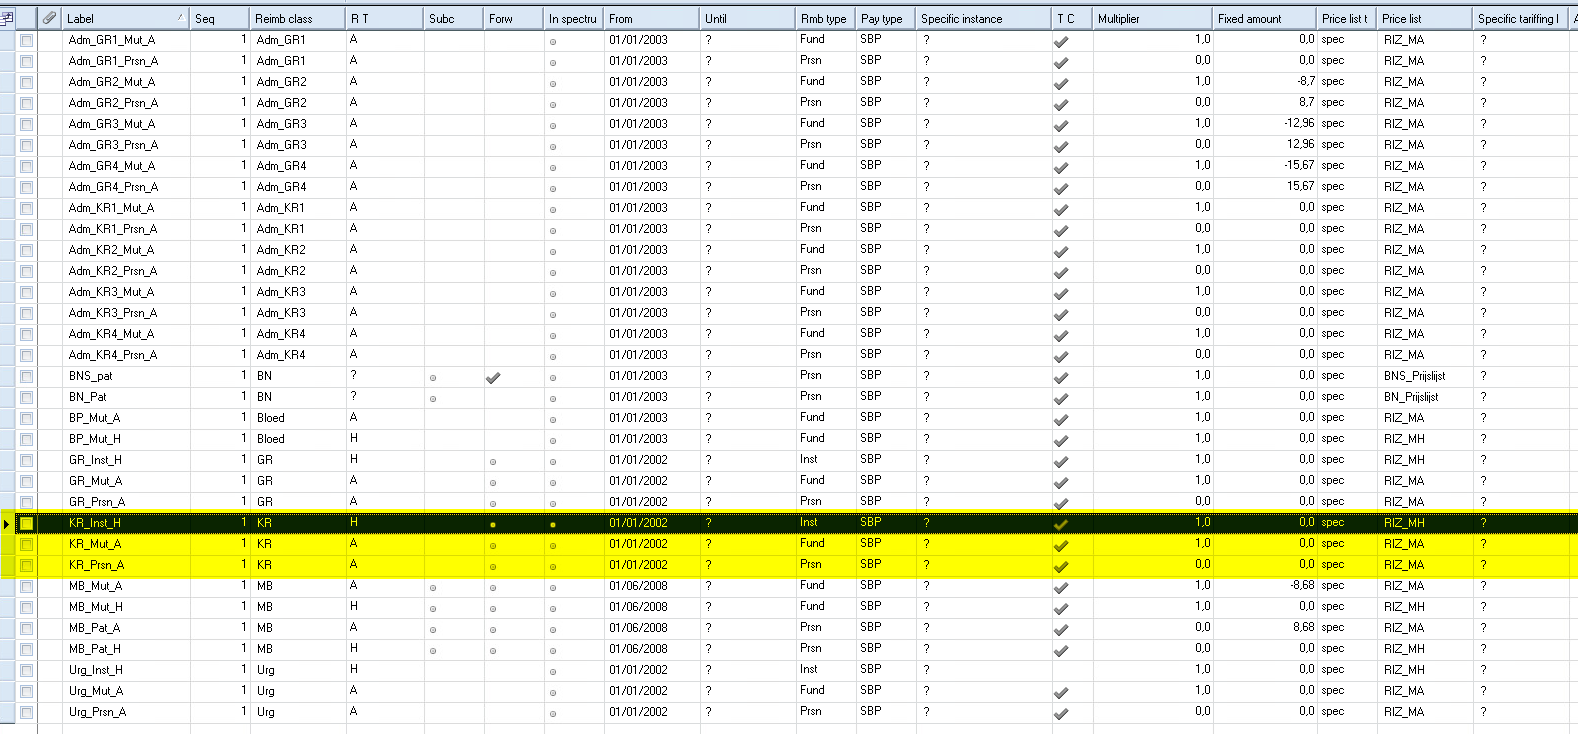 Label Seq Reimb class R T Subc Forw In spectru From Until Rmb type Pay type Specific instance T C Multiplier Fixed amount Price list t Price list Specific tariffing I
Adm_GR1_Mut_A 1 Adm_GR1 A 01/01/2003 ? Fund SBP ? 1,0 0,0 spec RIZ_MA ?
Adm_GR1_Prsn_A 1 Adm_GR1 A 01/01/2003 ? Prsn SBP ? 0,0 0,0 spec RIZ_MA ?
Adm_GR2_Mut_A 1 Adm_GR2 A 01/01/2003 ? Fund SBP ? 1,0 -8,7 spec RIZ_MA ?
Adm_GR2_Prsn_A 1 Adm_GR2 A 01/01/2003 ? Prsn SBP ? 0,0 8,7 spec RIZ_MA ?
Adm_GR3_Mut_A 1 Adm_GR3 A 01/01/2003 ? Fund SBP ? 1,0 -12,96 spec RIZ_MA ?
Adm_GR3_Prsn_A 1 Adm_GR3 A 01/01/2003 ? Prsn SBP ? 0,0 12,96 spec RIZ_MA ?
Adm_GR4_Mut_A 1 Adm_GR4 A 01/01/2003 ? Fund SBP ? 1,0 -15,67 spec RIZ_MA ?
Adm_GR4_Prsn_A 1 Adm_GR4 A 01/01/2003 ? Prsn SBP ? 0,0 15,67 spec RIZ_MA ?
Adm_KR1_Mut_A 1 Adm_KR1 A 01/01/2003 ? Fund SBP ? 1,0 0,0 spec RIZ_MA ?
Adm_KR1_Prsn_A 1 Adm_KR1 A 01/01/2003 ? Prsn SBP ? 0,0 0,0 spec RIZ_MA ?
Adm_KR2_Mut_A 1 Adm_KR2 A 01/01/2003 ? Fund SBP ? 1,0 0,0 spec RIZ_MA ?
Adm_KR2_Prsn_A 1 Adm_KR2 A 01/01/2003 ? Prsn SBP ? 0,0 0,0 spec RIZ_MA ?
Adm_KR3_Mut_A 1 Adm_KR3 A 01/01/2003 ? Fund SBP ? 1,0 0,0 spec RIZ_MA ?
Adm_KR3_Prsn_A 1 Adm_KR3 A 01/01/2003 ? Prsn SBP ? 0,0 0,0 spec RIZ_MA ?
Adm_KR4_Mut_A 1 Adm_KR4 A 01/01/2003 ? Fund SBP ? 1,0 0,0 spec RIZ_MA ?
Adm_KR4_Prsn_A 1 Adm_KR4 A 01/01/2003 ? Prsn SBP ? 0,0 0,0 spec RIZ_MA ?
BNS_pat 1 BN ? 01/01/2003 ? Prsn SBP ? 1,0 0,0 spec BNS_Prijslijst ?
BN_Pat 1 BN ? 01/01/2003 ? Prsn SBP ? 1,0 0,0 spec BN_Prijslijst ?
BP_Mut_A 1 Bloed A 01/01/2003 ? Fund SBP ? 1,0 0,0 spec RIZ_MA ?
BP_Mut_H 1 Bloed H 01/01/2003 ? Fund SBP ? 1,0 0,0 spec RIZ_MH ?
GR_Inst_H 1 GR H 01/01/2002 ? Inst SBP ? 1,0 0,0 spec RIZ_MH ?
GR_Mut_A 1 GR A 01/01/2002 ? Fund SBP ? 1,0 0,0 spec RIZ_MA ?
GR_Prsn_A 1 GR A 01/01/2002 ? Prsn SBP ? 0,0 0,0 spec RIZ_MA ?
KR_Inst_H 1 KR H 01/01/2002 ? Inst SBP ? 1,0 0,0 spec RIZ_MH ?
KR_Mut_A 1 KR A 01/01/2002 ? Fund SBP ? 1,0 0,0 spec RIZ_MA ?
KR_Prsn_A 1 KR A 01/01/2002 ? Prsn SBP ? 0,0 0,0 spec RIZ_MA ?
MB_Mut_A 1 MB A 01/06/2008 ? Fund SBP ? 1,0 -8,68 spec RIZ_MA ?
MB_Mut_H 1 MB H 01/06/2008 ? Fund SBP ? 1,0 0,0 spec RIZ_MH ?
MB_Pat_A 1 MB A 01/06/2008 ? Prsn SBP ? 0,0 8,68 spec RIZ_MA ?
MB_Pat_H 1 MB H 01/06/2008 ? Prsn SBP ? 0,0 0,0 spec RIZ_MH ?
Urg_Inst_H 1 Urg H 01/01/2002 ? Inst SBP ? 1,0 0,0 spec RIZ_MH ?
Urg_Mut_A 1 Urg A 01/01/2002 ? Fund SBP ? 1,0 0,0 spec RIZ_MA ?
Urg_Prsn_A 1 Urg A 01/01/2002 ? Prsn SBP ? 0,0 0,0 spec RIZ_MA ?